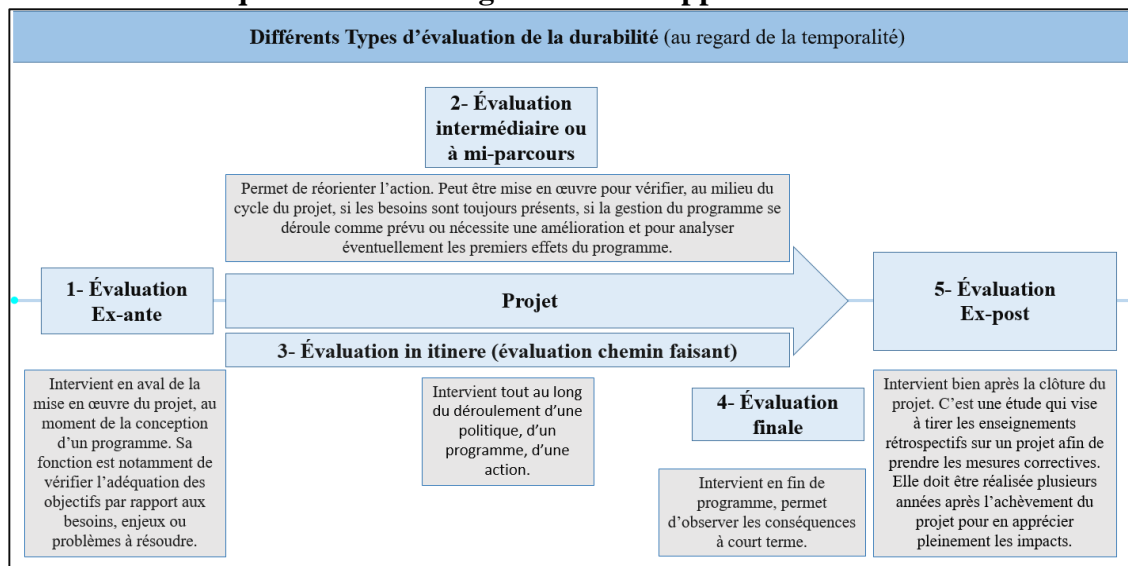 Différents Types d’évaluation de la durabilité (au regard de la temporalité)
2- Évaluation
intermédiaire ou
à mi-parcours
Permet de réorienter l’action. Peut être mise en œuvre pour vérifier, au milieu du
cycle du projet, si les besoins sont toujours présents, si la gestion du programme se
déroule comme prévu ou nécessite une amélioration et pour analyser
éventuellement les premiers effets du programme.
1- Évaluation
Ex-ante
Projet
5- Évaluation
Ex-post
3- Évaluation in itinere (évaluation chemin faisant)
Intervient en aval de la
mise en œuvre du projet, au
moment de la conception
d’un programme. Sa
fonction est notamment de
vérifier l’adéquation des
objectifs par rapport aux
besoins, enjeux ou
problèmes à résoudre.
Intervient tout au long
du déroulement d’une
politique, d’un
programme, d’une
action.
4- Évaluation
finale
Intervient en fin de
programme, permet
d’observer les conséquences
à court terme.
Intervient bien après la clôture du
projet. C’est une étude qui vise
à tirer les enseignements
rétrospectifs sur un projet afin de
prendre les mesures correctives.
Elle doit être réalisée plusieurs
années après l’achèvement du
projet pour en apprécier
pleinement les impacts.